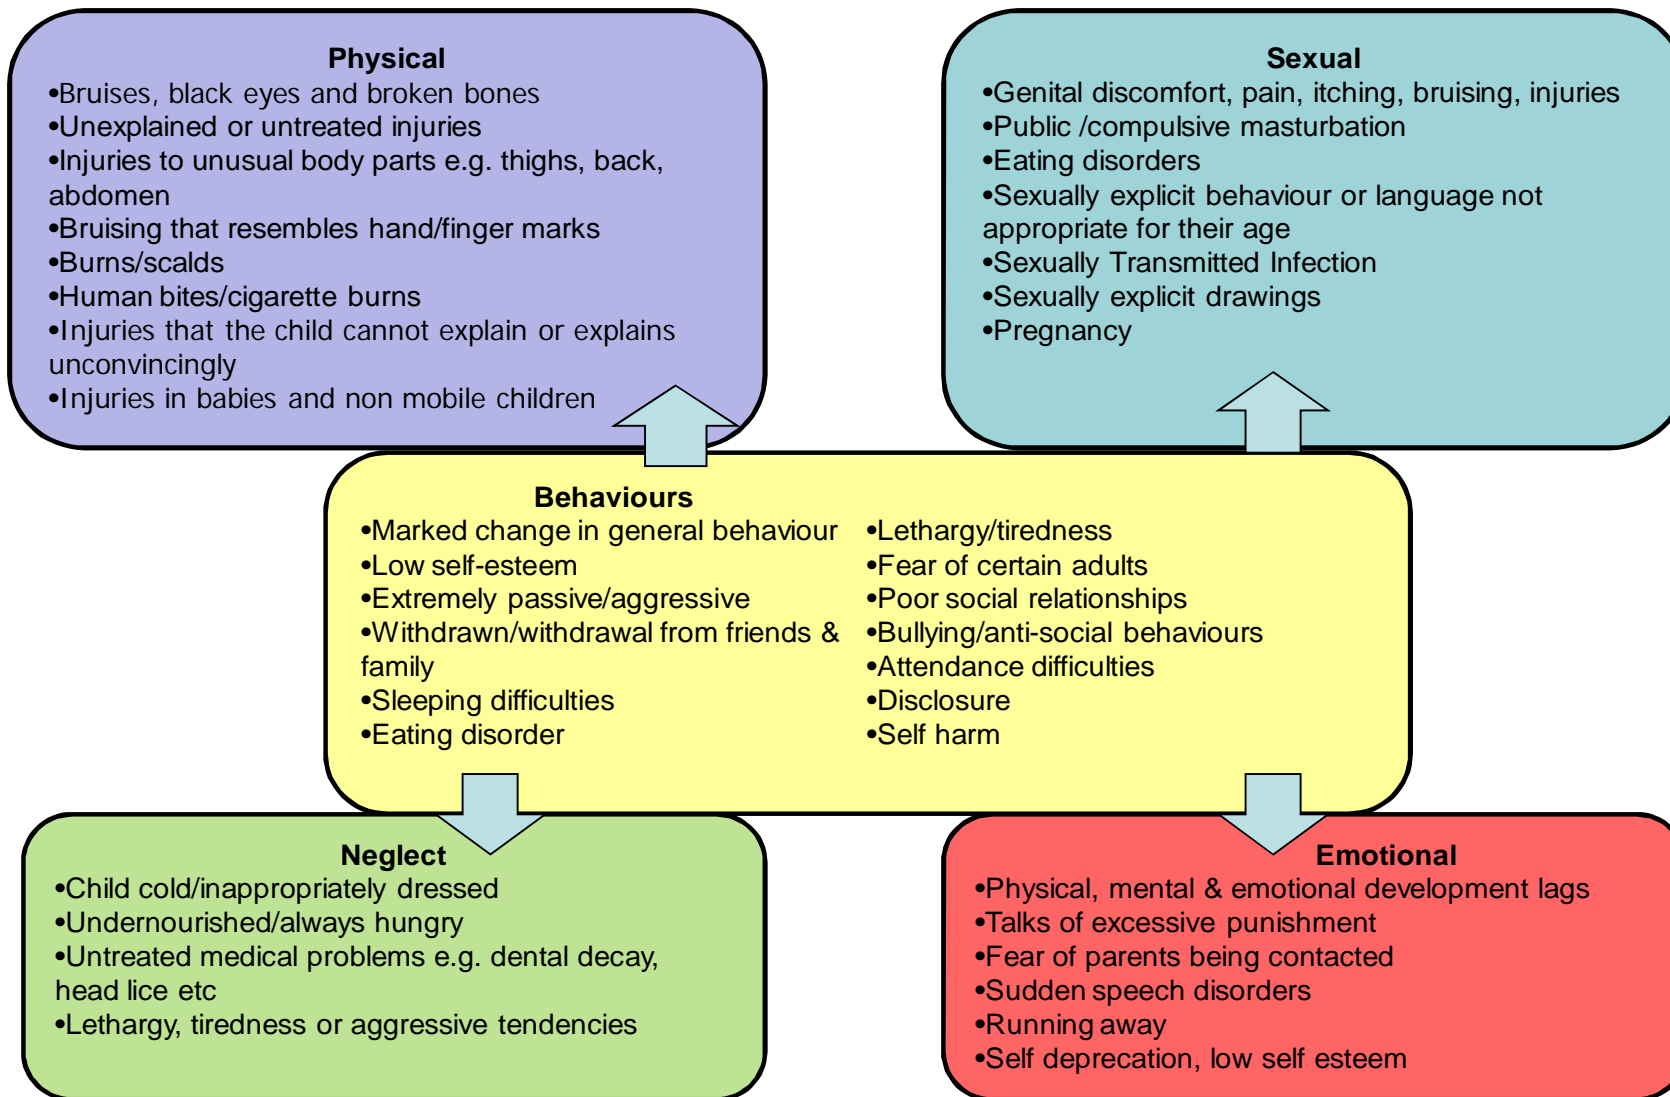 Physical
•Bruises, black eyes and broken bones
•Unexplained or untreated injuries
•Injuries to unusual body parts e.g. thighs, back,
abdomen
•Bruising that resembles hand/finger marks
•Burns/scalds
•Human bites/cigarette burns
•Injuries that the child cannot explain or explains
unconvincingly
•Injuries in babies and non mobile children
Sexual
•Genital discomfort, pain, itching, bruising, injuries
•Public /compulsive masturbation
•Eating disorders
•Sexually explicit behaviour or language not
appropriate for their age
•Sexually Transmitted Infection
•Sexually explicit drawings
•Pregnancy
Behaviours
•Marked change in general behaviour
•Low self-esteem
•Extremely passive/aggressive
•Withdrawn/withdrawal from friends &
family
•Sleeping difficulties
•Eating disorder
•Lethargy/tiredness
•Fear of certain adults
•Poor social relationships
•Bullying/anti-social behaviours
•Attendance difficulties
•Disclosure
•Self harm
Neglect
•Child cold/inappropriately dressed
•Undernourished/always hungry
•Untreated medical problems e.g. dental decay,
head lice etc
•Lethargy, tiredness or aggressive tendencies
Emotional
•Physical, mental & emotional development lags
•Talks of excessive punishment
•Fear of parents being contacted
•Sudden speech disorders
•Running away
•Self deprecation, low self esteem